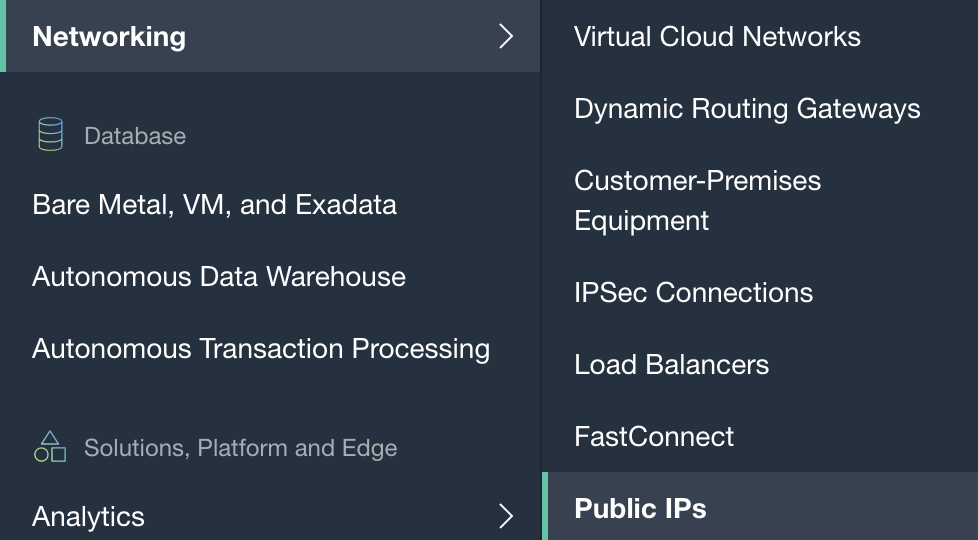 Networking
Database
Bare Metal, VM, and Exadata
Autonomous Data Warehouse
Autonomous Transaction Processing
Solutions, Platform and Edge
Analytics
Virtual Cloud Networks
Dynamic Routing Gateways
Customer-Premises
Equipment
IPSec Connections
Load Balancers
FastConnect
Public IPs